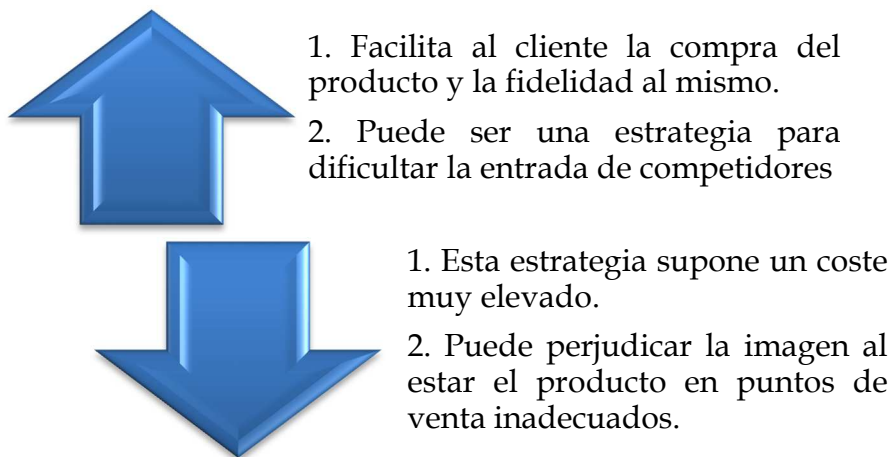 1. Facilita al cliente la compra del
producto y la fidelidad al mismo.
2. Puede ser una estrategia para
dificultar la entrada de competidores
1. Esta estrategia supone un coste
muy elevado.
2. Puede perjudicar la imagen al
estar el producto en puntos de
venta inadecuados.